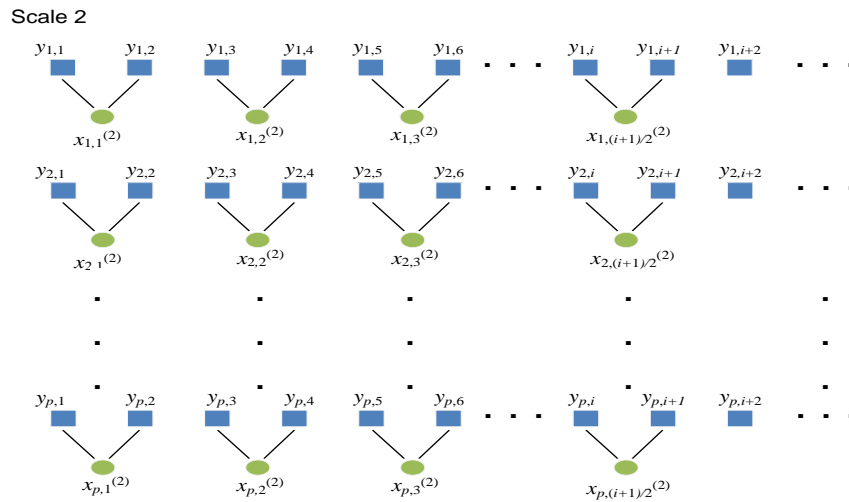 Scale 2
y1,1 y1,2 y1,3 y1,4 y1,5 y1,6 . . . y1,i y1,i+1 y1,i+2 . . .
x1,1(2) x1,2(2) x1,3(2) x1,(i+1)/2(2)
y2,1 y2,2 y2,3 y2,4 y2,5 y2,6 . . . y2,i y2,i+1 y2,i+2 . . .
x2,1(2) x2,2(2) x2,3(2) x2,(i+1)/2(2)
yp,1 yp,2 yp,3 yp,4 yp,5 yp,6 . . . yp,i yp,i+1 yp,i+2 . . .
xp,1(2) xp,2(2) xp,3(2) xp,(i+1)/2(2)